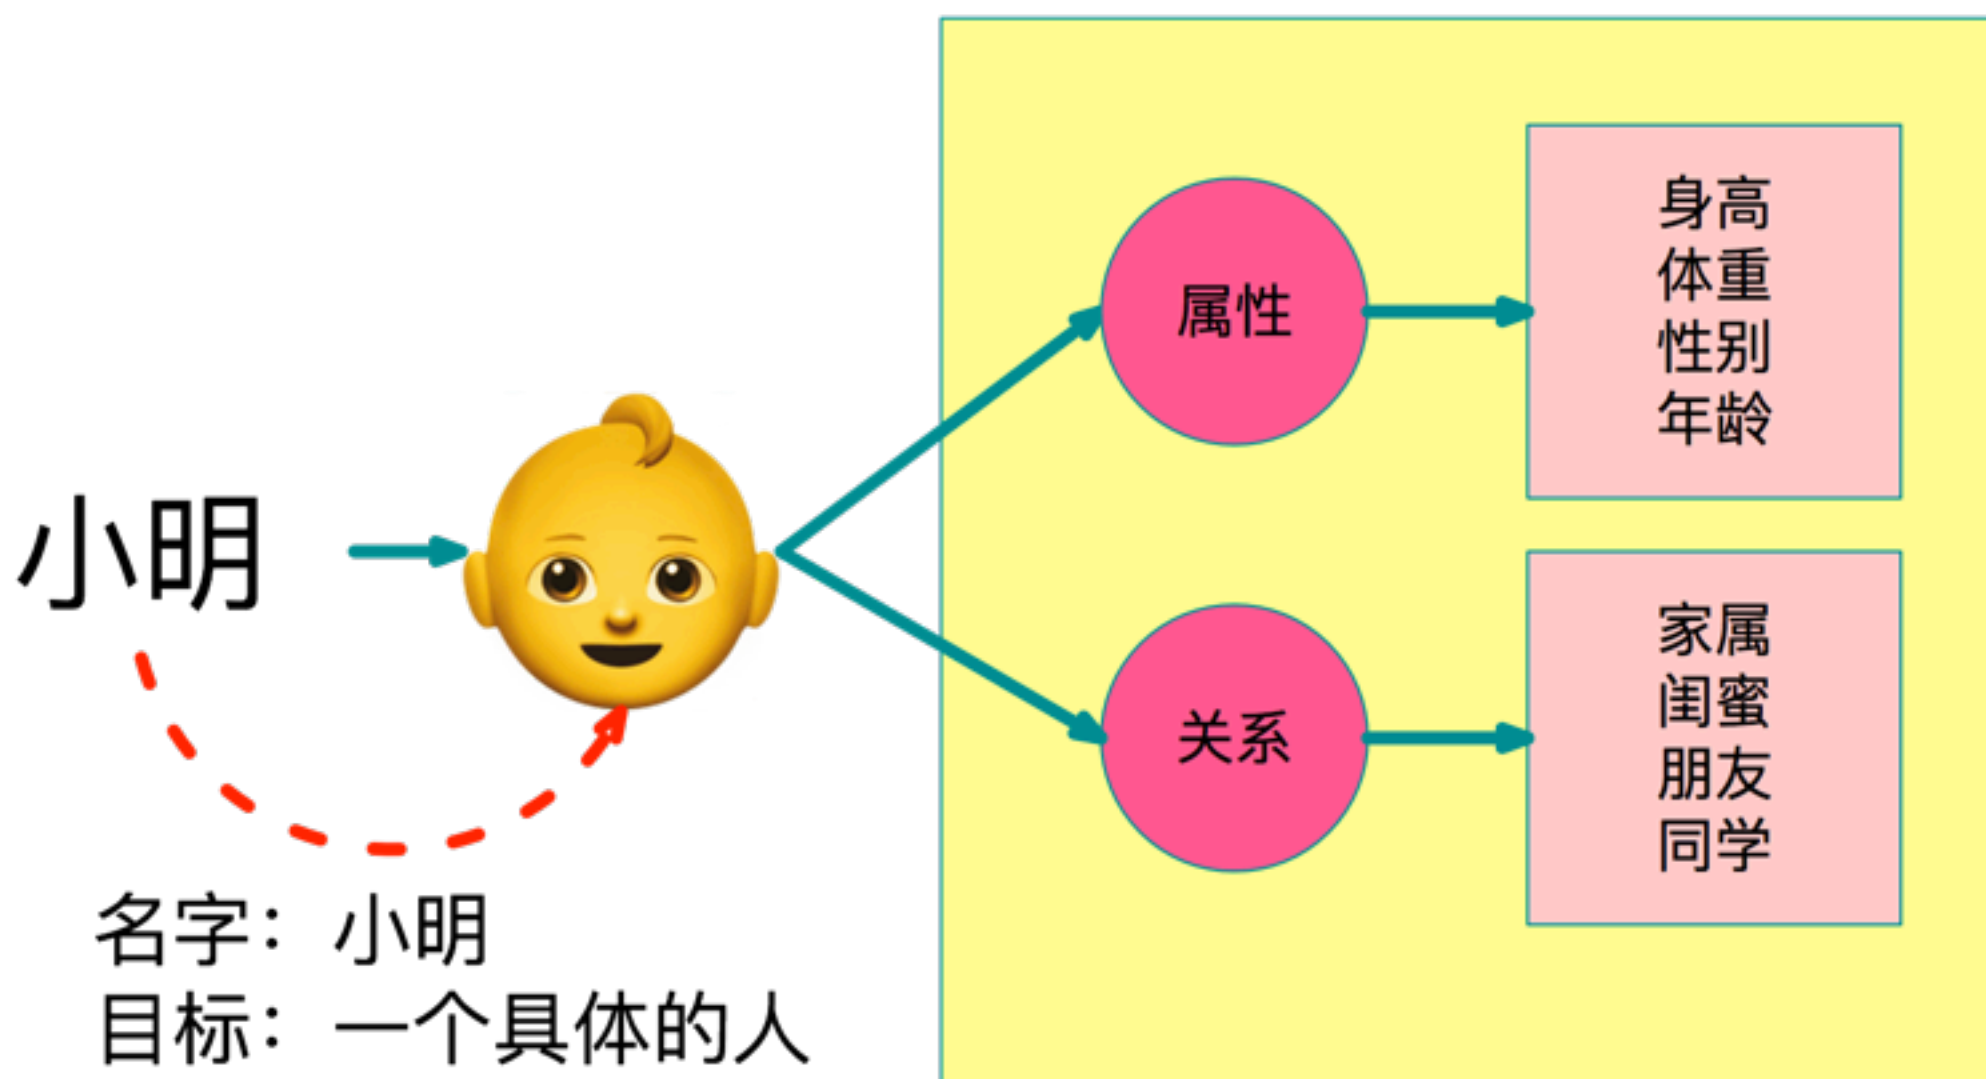 小明
名字：小明
目标：一个具体的人
属性
身高
体重
性别
年龄
关系
家属
闺蜜
朋友
同学